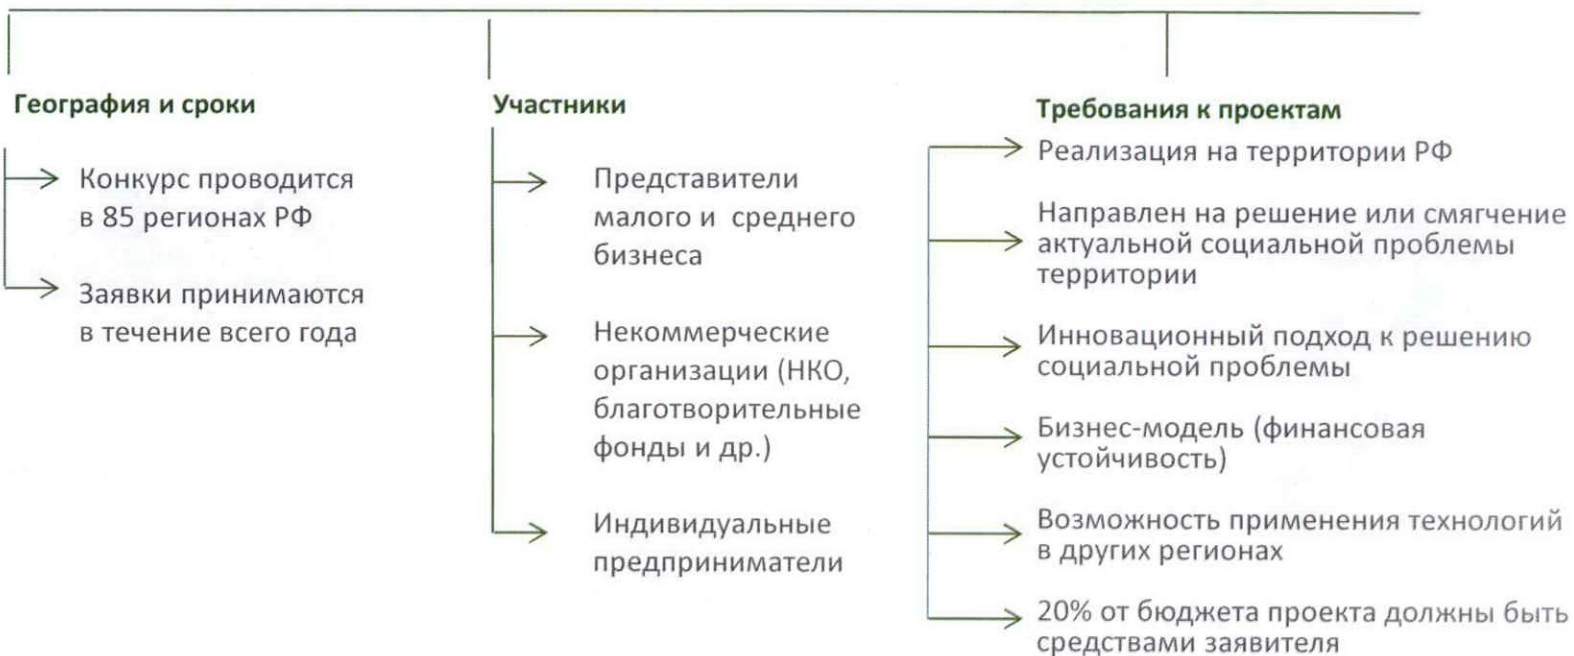 География и сроки
Конкурс проводится
в 85 регионах РФ
Заявки принимаются
в течение всего года
Участники
Представители
малого и среднего
бизнеса
Некоммерческие
организации (НКО,
благотворительные
фонды и др.)
Индивидуальные
предприниматели
Требования к проектам
Реализация на территории РФ
Направлен на решение или смягчение
актуальной социальной проблемы
территории
Инновационный подход к решению
социальной проблемы
Бизнес-модель (финансовая
устойчивость)
Возможность применения технологий
в других регионах
20% от бюджета проекта должны быть
средствами заявителя